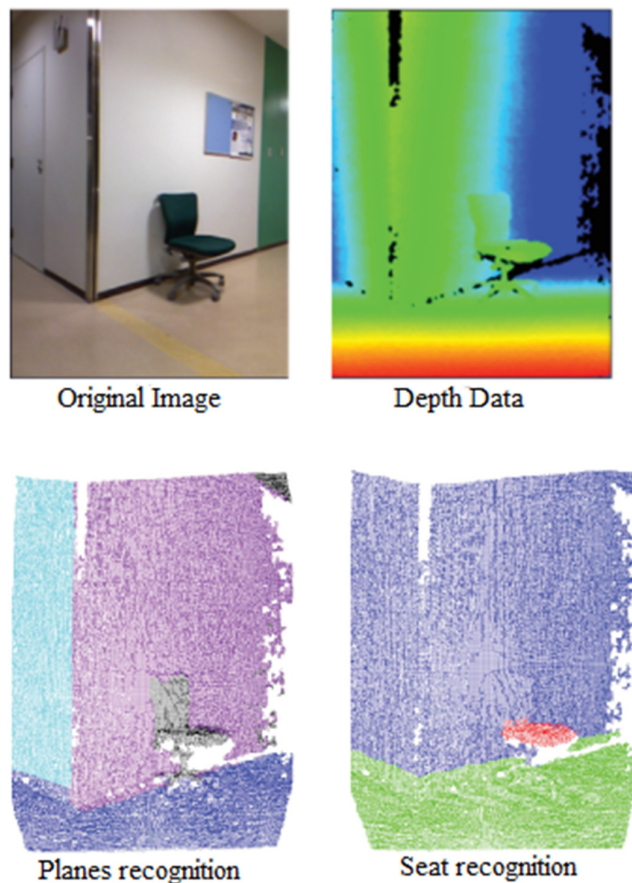 Original Image
Depth Data
Planes recognition
Seat recognition